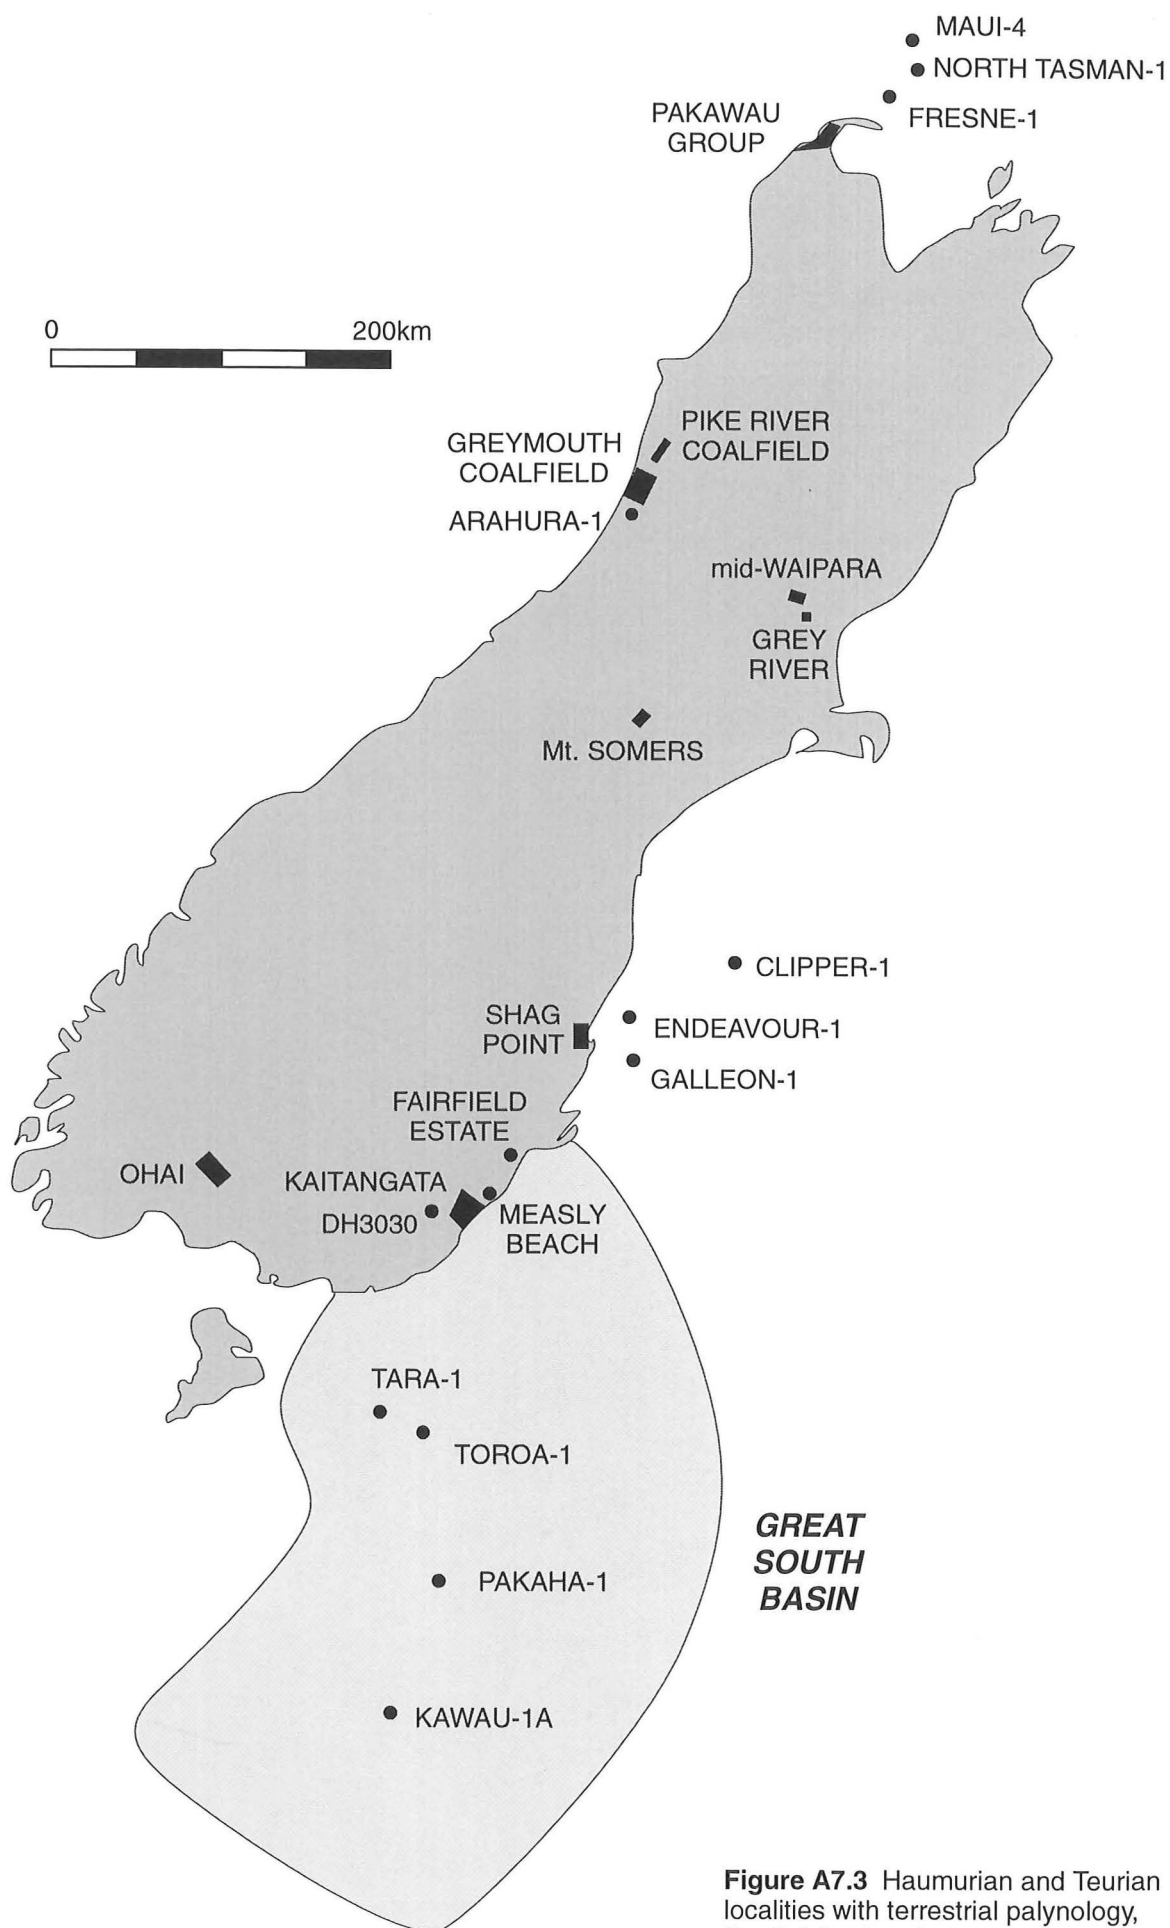 MAUI-4
NORTH TASMAN-1
FRESNE-1
PAKAWAU
GROUP
0 200km
PIKE RIVER
COALFIELD
GREYMOUTH
COALFIELD
ARAHURA-1
mid-WAIPARA
GREY
RIVER
Mt. SOMERS
CLIPPER-1
SHAG
POINT
ENDEAVOUR-1
GALLEON-1
FAIRFIELD
ESTATE
OHAI
KAITANGATA
DH3030
MEASLY
BEACH
TARA-1
TOROA-1
GREAT
SOUTH
BASIN
PAKAHA-1
KAWAU-1A
Figure A7.3 Haumurian and Teurian
localities with terrestrial palynology,